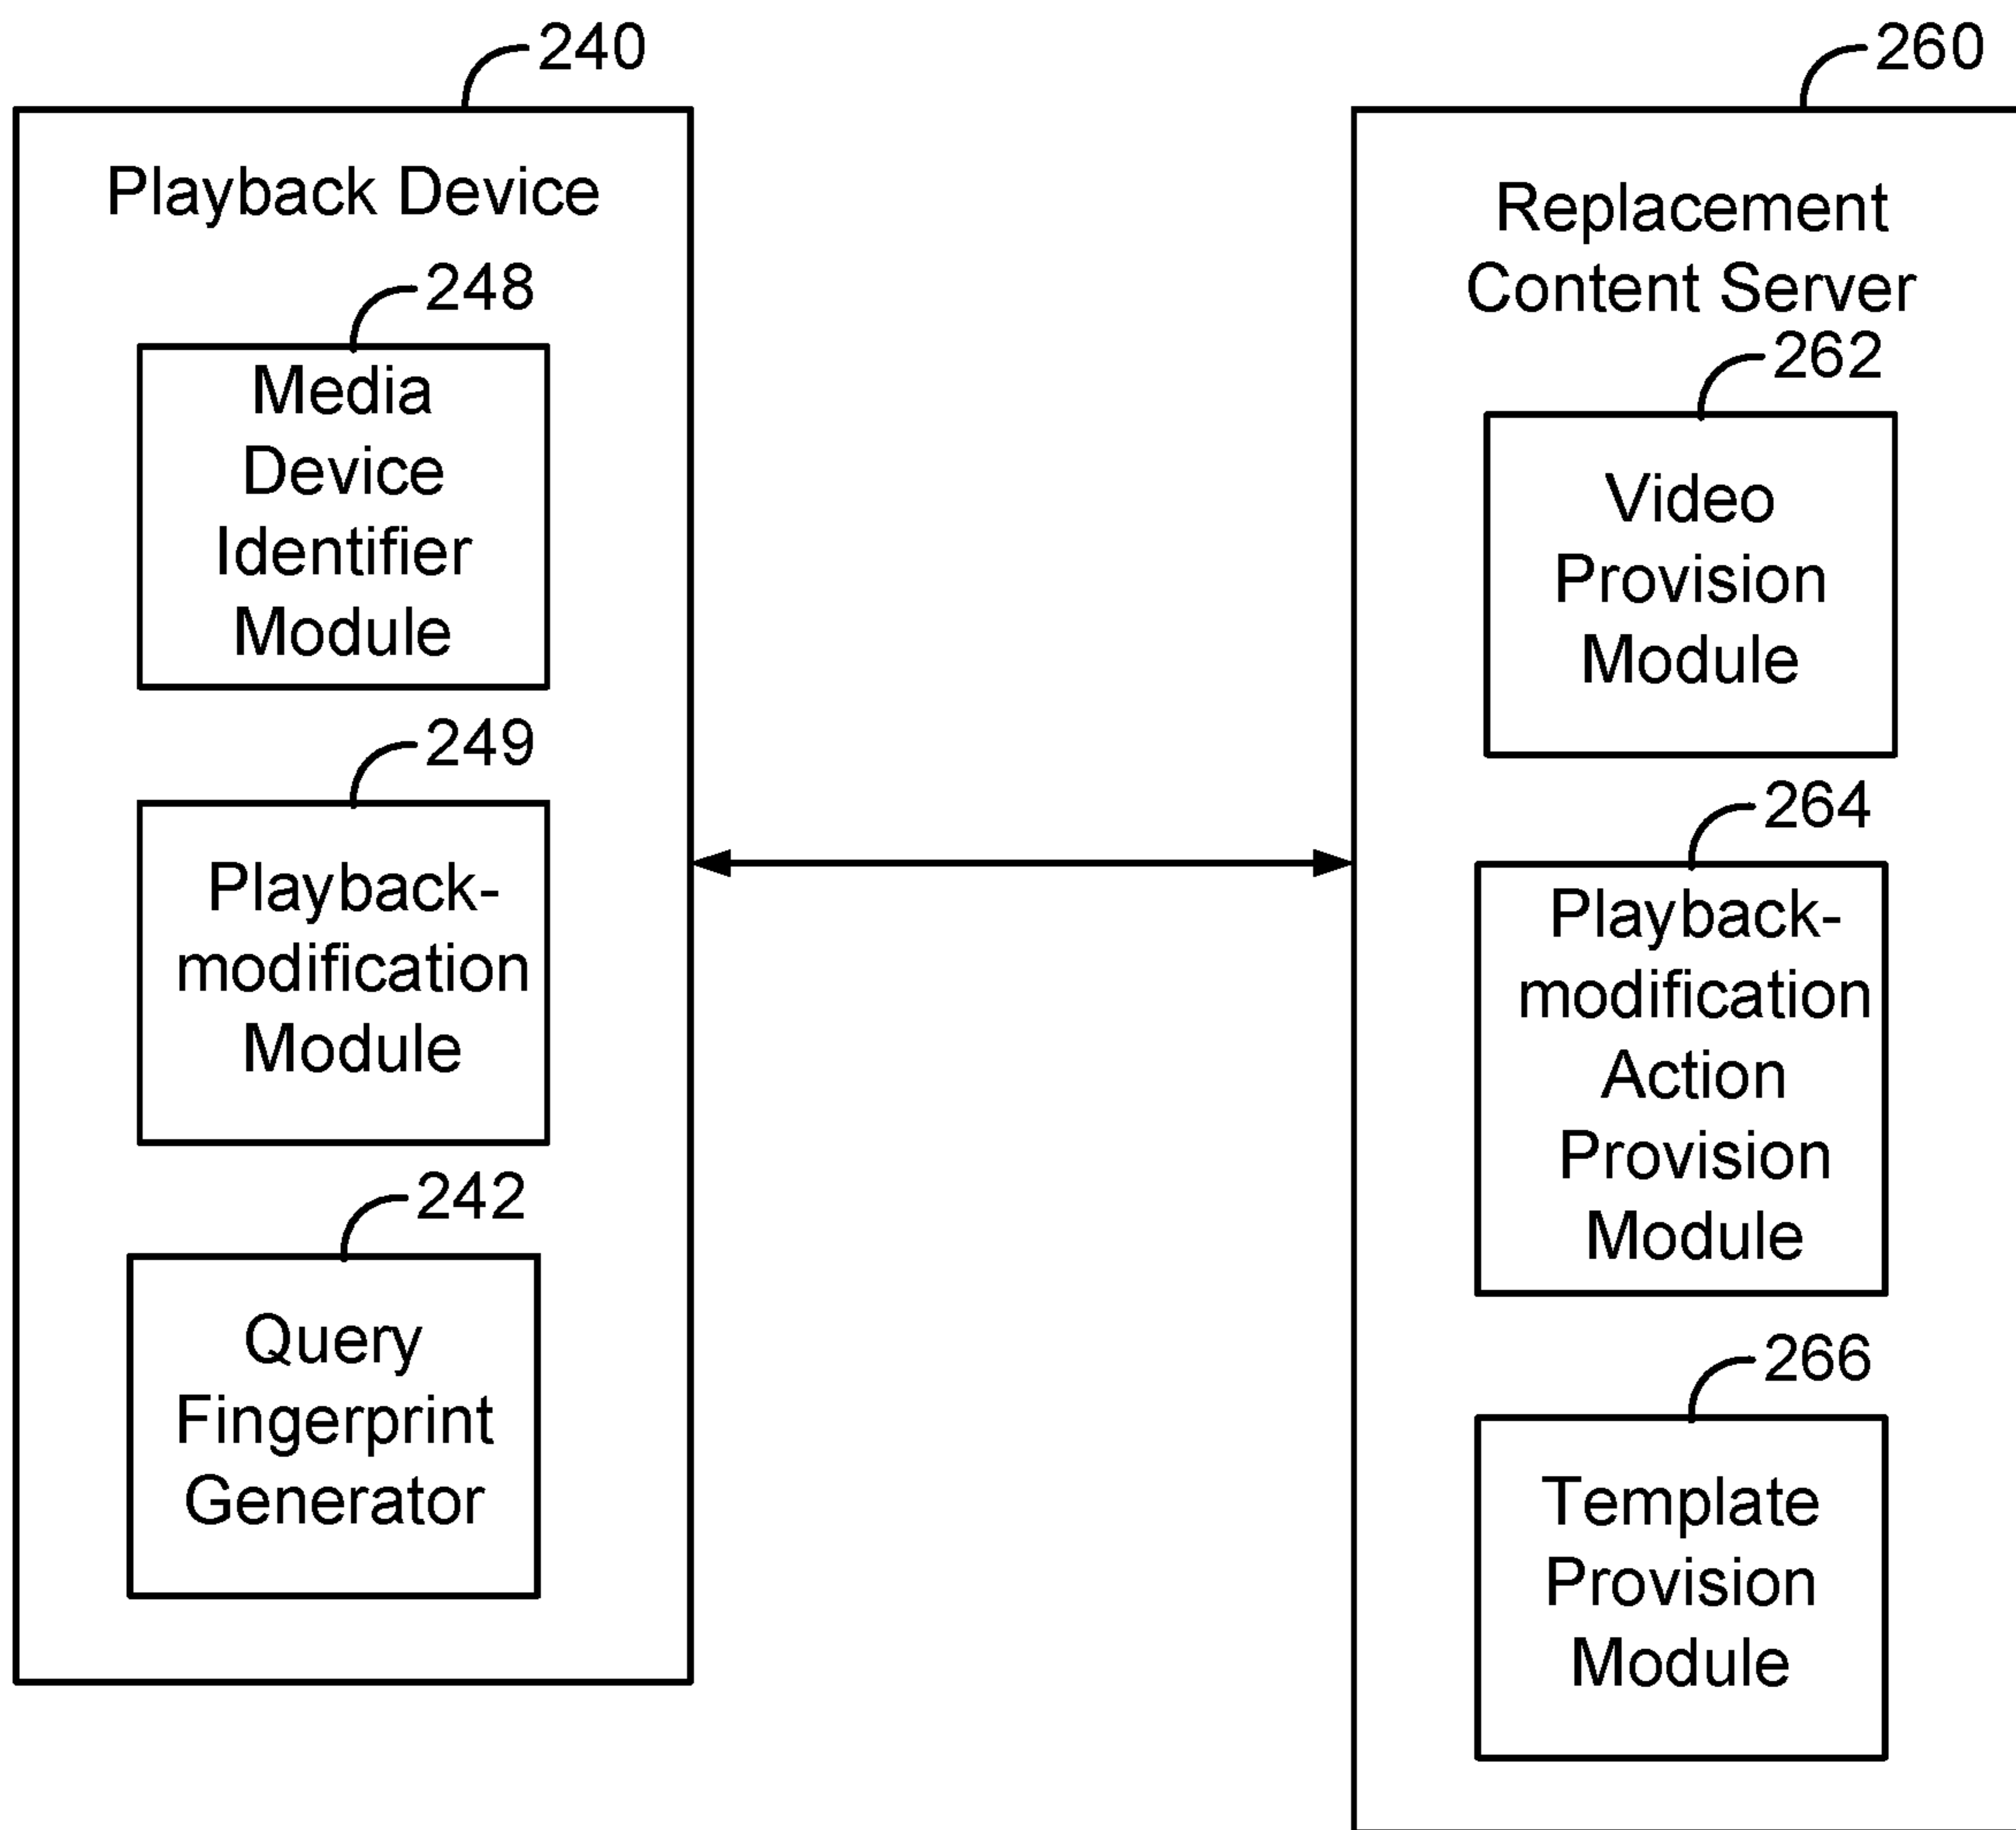 240
Playback Device
248
Media
Device
Identifier
Module
249
Playback-
modification
Module
242
Query
Fingerprint
Generator
260
Replacement
Content Server
262
Video
Provision
Module
264
Playback-
modification
Action
Provision
Module
266
Template
Provision
Module